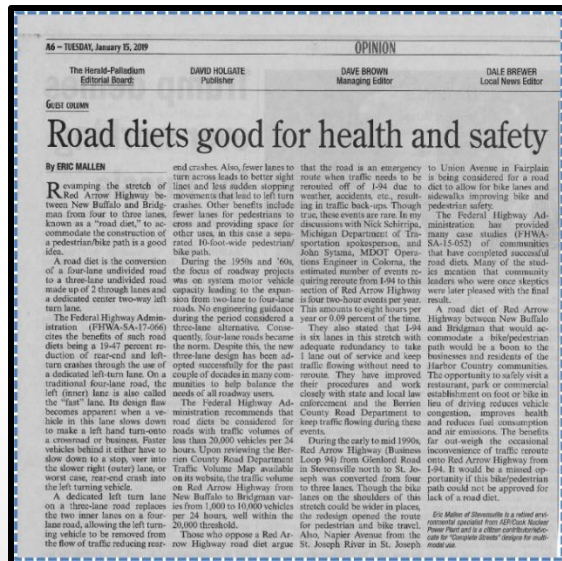 A6 – TUESDAY, January 15, 2019
OPINION
The Herald-Palladium
Editorial Board:
DAVID HOLGATE
Publisher
DAVE BROWN
Managing Editor
DALE BREWER
Local News Editor
GUEST COLUMN
Road diets good for health and safety
By ERIC MALLEN
Revamping the stretch of
Red Arrow Highway be-
tween New Buffalo and Bridg-
man from four to three lanes,
known as a “road diet,” to ac-
commodate the construction of
a pedestrian/bike path is a good
idea.
A road diet is the conversion
of a four-lane undivided road
to a three-lane undivided road
made up of 2 through lanes and
a dedicated center two-way left
turn lane.
The Federal Highway Admin-
istration (FHWA-SA-17-066)
cites the benefits of such road
diets being a 19-47 percent re-
duction of rear-end and left-
turn crashes through the use of
a dedicated left-turn lane. On a
traditional four-lane road, the
left (inner) lane is also called
the “fast” lane. Its design flaw
becomes apparent when a ve-
hicle in this lane slows down
to make a left hand turn-onto
a crossroad or business. Faster
vehicles behind it either have to
slow down to a stop, veer into
the slower right (outer) lane, or
worst case, rear-end crash into
the left turning vehicle.
A dedicated left turn lane
on a three-lane road replaces
the two inner lanes on a four-
lane road, allowing the left turn-
ing vehicle to be removed from
the flow of traffic reducing rear-
end crashes. Also, fewer lanes to
turn across leads to better sight
lines and less sudden stopping
movements that lead to left turn
crashes. Other benefits include
fewer lanes for pedestrians to
cross and providing space for
other uses, in this case a sepa-
rated 10-foot-wide pedestrian/
bike path.
During the 1950s and ’60s,
the focus of roadway projects
was on system motor vehicle
capacity leading to the expan-
sion from two-lane to four-lane
roads. No engineering guidance
during the period considered a
three-lane alternative. Conse-
quently, four-lane roads became
the norm. Despite this, the new
three-lane design has been ad-
opted successfully for the past
couple of decades in many com-
munities to help balance the
needs of all roadway users.
The Federal Highway Ad-
ministration recommends that
road diets be considered for
roads with traffic volumes of
less than 20,000 vehicles per 24
hours. Upon reviewing the Ber-
rien County Road Department
Traffic Volume Map available
on its website, the traffic volume
on Red Arrow Highway from
New Buffalo to Bridgman var-
ies from 1,000 to 10,000 vehicles
per 24 hours, well within the
20,000 threshold.
Those who oppose a Red Ar-
row Highway road diet argue
that the road is an emergency
route when traffic needs to be
rerouted off of I-94 due to
weather, accidents, etc., result-
ing in traffic back-ups. Though
true, these events are rare. In my
discussions with Nick Schirripa,
Michigan Department of Tra-
sportation spokesperson, and
John Sytsma, MDOT Opera-
tions Engineer in Coloma, the
estimated number of events re-
quiring reroute from I-94 to this
section of Red Arrow Highway
is four two-hour events per year.
This amounts to eight hours per
year or 0.09 percent of the time.
They also stated that I-94
is six lanes in this stretch with
adequate redundancy to take
1 lane out of service and keep
traffic flowing without need to
reroute. They have improved
their procedures and work
closely with state and local law
enforcement and the Berrien
County Road Department to
keep traffic flowing during these
events.
During the early to mid 1990s,
Red Arrow Highway (Business
Loop 94) from Glenlord Road
in Stevensville north to St. Jo-
seph was converted from four
to three lanes. Though the bike
lanes on the shoulders of this
stretch could be wider in places,
the redesign opened the route
for pedestrian and bike travel.
Also, Napier Avenue from the
St. Joseph River in St. Joseph
to Union Avenue in Fairplain
is being considered for a road
diet to allow for bike lanes and
sidewalks improving bike and
pedestrian safety.
The Federal Highway Ad-
ministration has provided
many case studies (FHWA-
SA-15-052) of communities
that have completed successful
road diets. Many of the stud-
ies mention that community
leaders who were once skeptics
were later pleased with the final
result.
A road diet of Red Arrow
Highway between New Buffalo
and Bridgman that would ac-
commodate a bike/pedestrian
path would be a boon to the
businesses and residents of the
Harbor Country communities.
The opportunity to safely visit a
restaurant, park or commercial
establishment on foot or bike in
lieu of driving reduces vehicle
congestion, improves health
and reduces fuel consumption
and air emissions. The benefits
far out-weigh the occasional
inconvenience of traffic reroute
onto Red Arrow Highway from
I-94. It would be a missed op-
portunity if this bike/pedestrian
path could not be approved for
lack of a road diet.
Eric Mallen of Stevensville is a retired envi-
ronmental specialist from AEP/Cook Nuclear
Power Plant and is a citizen contributor/advo-
cate for “Complete Streets” designs for multi-
modal use.